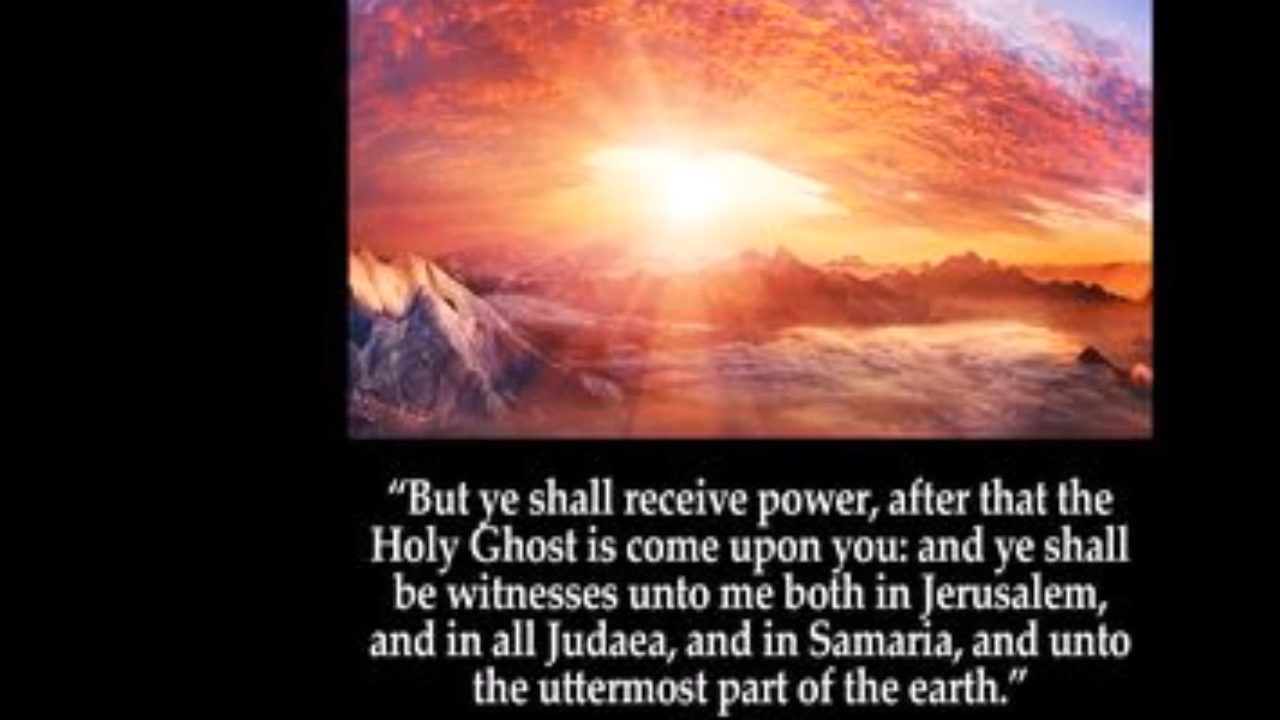 “But ye shall receive power, after that the
Holy Ghost is come upon you: and ye shall
be witnesses unto me both in Jerusalem,
and in all Judaea, and in Samaria, and unto
the uttermost part of the earth.”